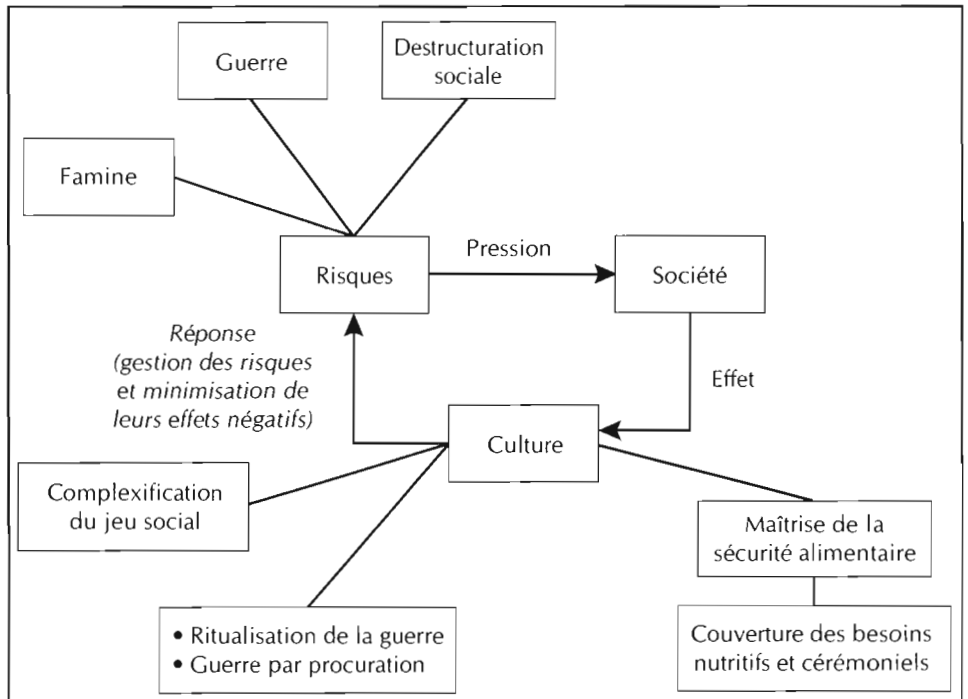 Guerre
Destructuration
sociale
Famine
Risques
Pression
Société
Réponse
(gestion des risques
et minimisation de
leurs effets négatifs)
Effet
Culture
Complexification
du jeu social
Maîtrise de la
sécurité alimentaire
• Ritualisation de la guerre
• Guerre par procuration
Couverture des besoins
nutritifs et cérémoniels